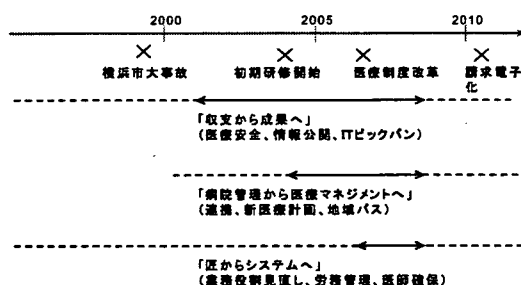 2000 2005 2010
横浜市大事故 初期研修開始 医療制度改革 請求電子化
「収支から成果へ」
(医療安全、情報公開、ITビックバン)
「病院管理から医療マネジメントへ」
(連携、新医療計画、地域パス)
「匠からシステムへ」
(業務役割見直し、労務管理、医師確保)